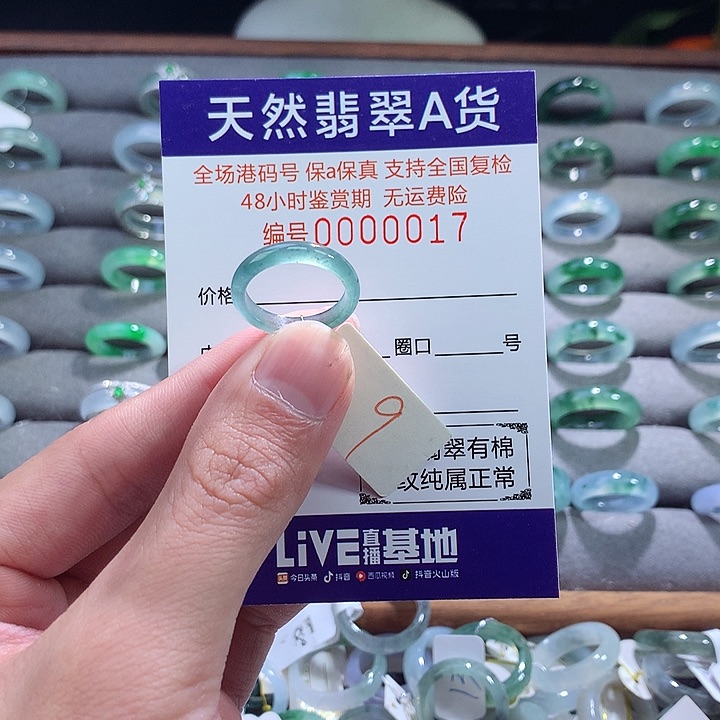 天然翡翠A货
全场港码号 保a保真 支持全国复检
48小时鉴赏期 无运费险
编号0000017
价格
圈口 号
9
翠有棉
纹纯属正常
LiVE直播基地
今日头条 抖音 西瓜视频 抖音火山版